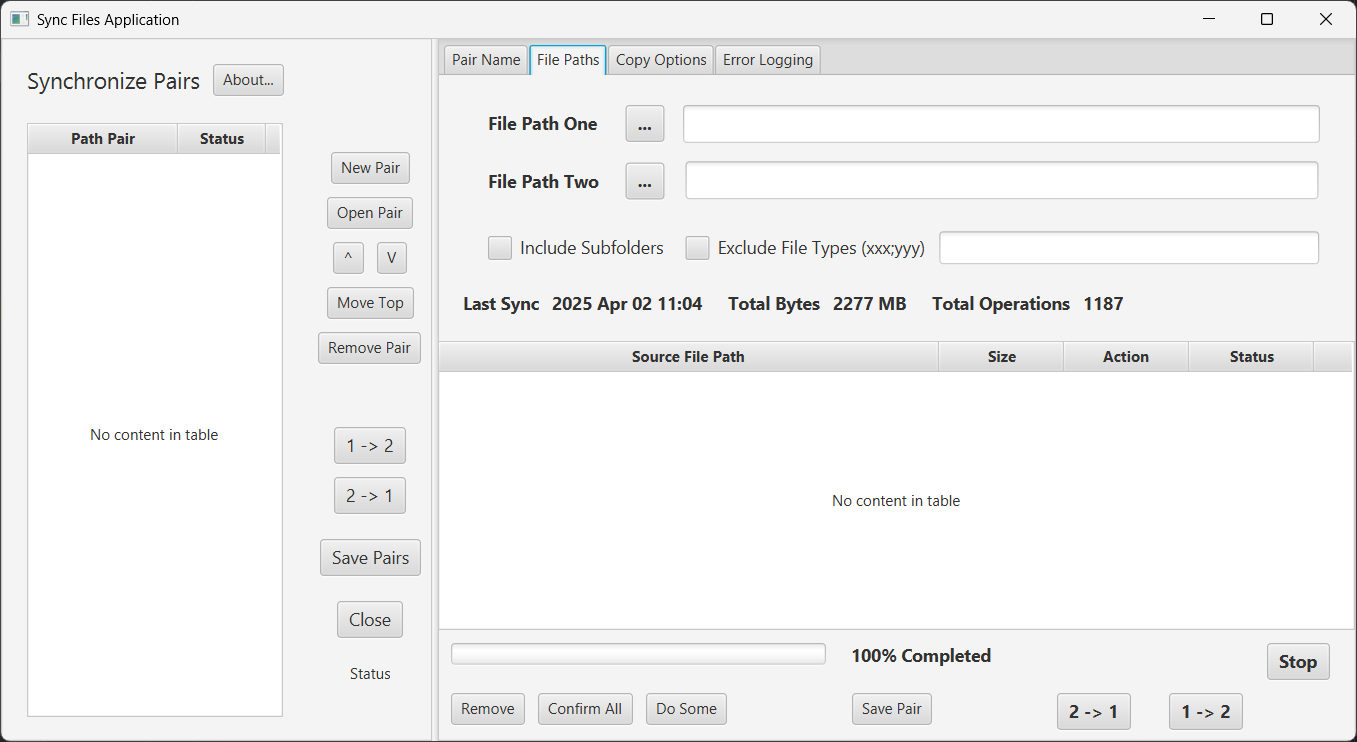 Sync Files Application
Synchronize Pairs About...
Path Pair Status
No content in table
New Pair
Open Pair
^ V
Move Top
Remove Pair
1 -> 2
2 -> 1
Save Pairs
Close
Status
Pair Name File Paths Copy Options Error Logging
File Path One ...
File Path Two ...
Include Subfolders Exclude File Types (xxx;yyy)
Last Sync 2025 Apr 02 11:04 Total Bytes 2277 MB Total Operations 1187
Source File Path Size Action Status
No content in table
100% Completed Stop
Remove Confirm All Do Some Save Pair 2 -> 1 1 -> 2